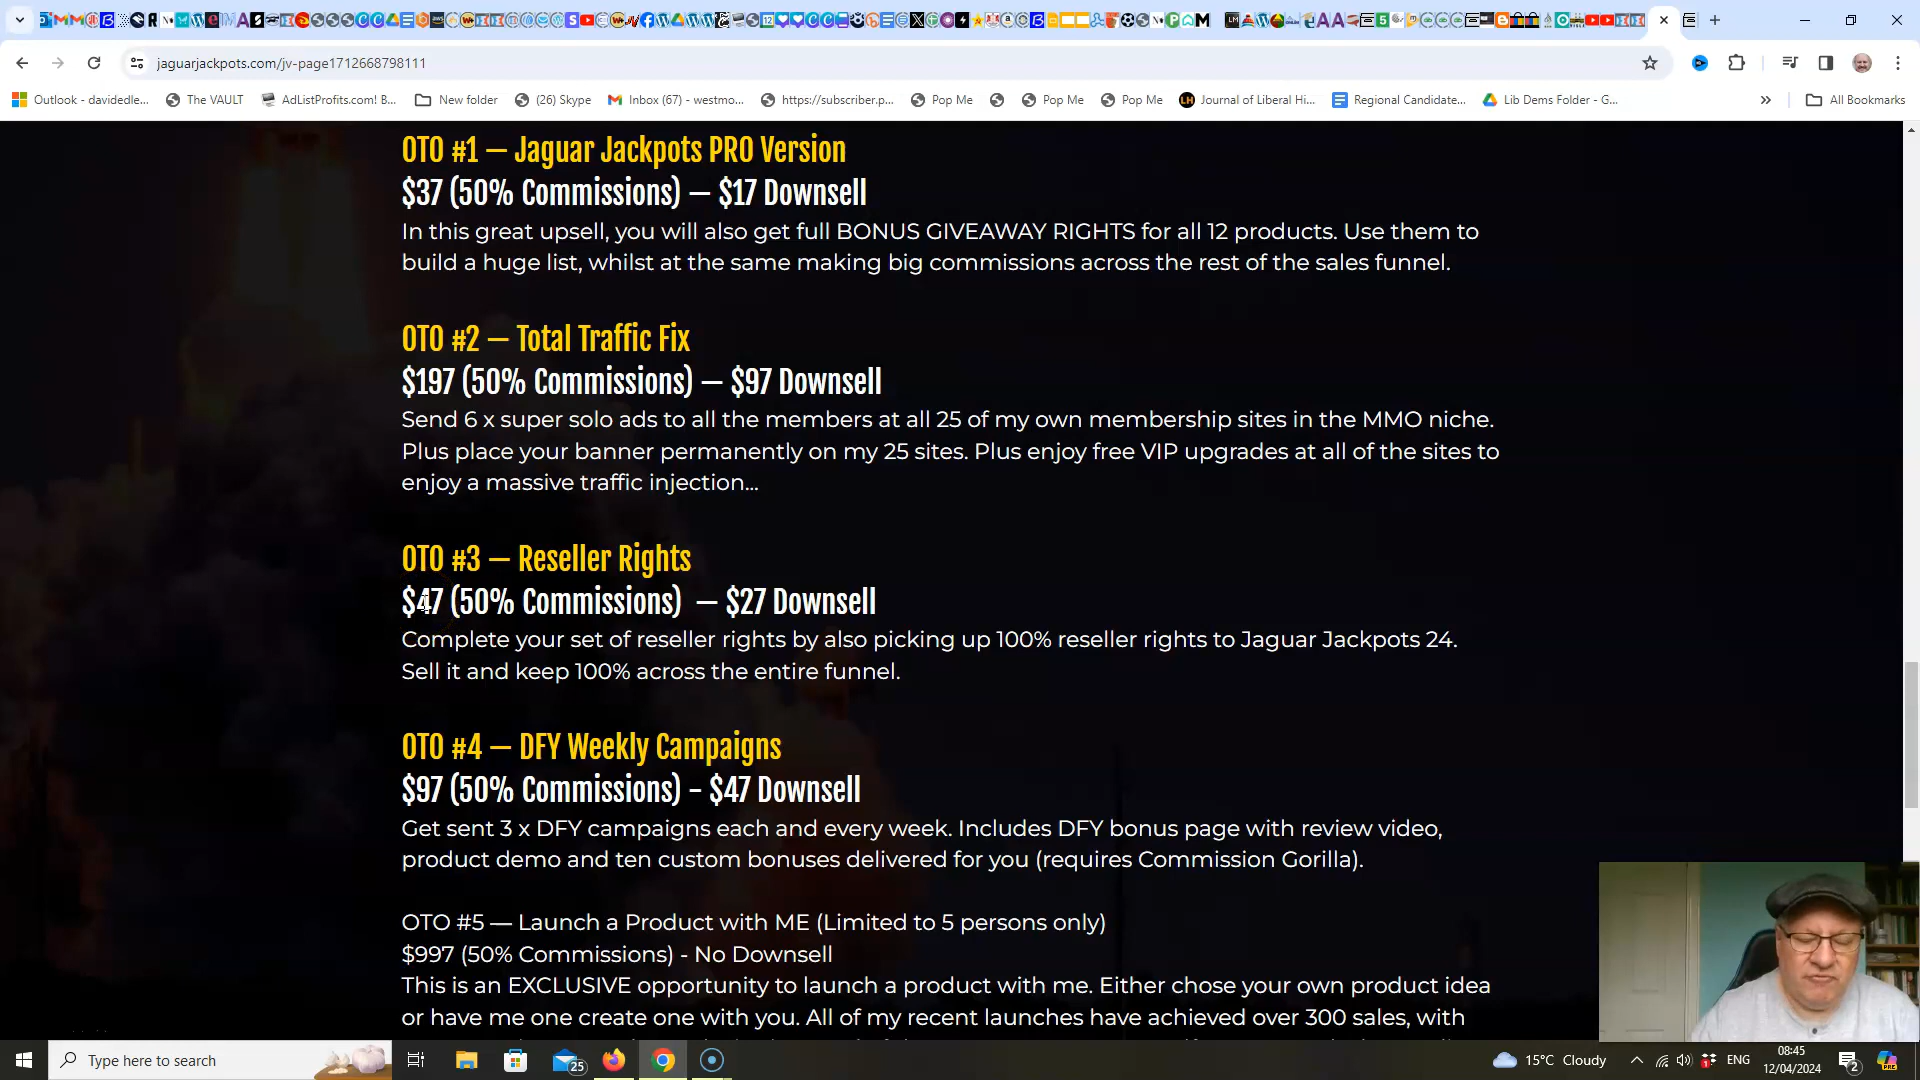 jaguarjackpots.com/jv-page1712668798111
Outlook - davidedle...
The VAULT
AdListProfits.com! B...
New folder
(26) Skype
Inbox (67) - westmo...
https://subscriber.p...
Pop Me
Pop Me
Pop Me
Journal of Liberal Hi...
Regional Candidate...
Lib Dems Folder - G...
All Bookmarks
OTO #1 — Jaguar Jackpots PRO Version
$37 (50% Commissions) — $17 Downsell
In this great upsell, you will also get full BONUS GIVEAWAY RIGHTS for all 12 products. Use them to
build a huge list, whilst at the same making big commissions across the rest of the sales funnel.
OTO #2 — Total Traffic Fix
$197 (50% Commissions) — $97 Downsell
Send 6 x super solo ads to all the members at all 25 of my own membership sites in the MMO niche.
Plus place your banner permanently on my 25 sites. Plus enjoy free VIP upgrades at all of the sites to
enjoy a massive traffic injection...
OTO #3 — Reseller Rights
$47 (50% Commissions) — $27 Downsell
Complete your set of reseller rights by also picking up 100% reseller rights to Jaguar Jackpots 24.
Sell it and keep 100% across the entire funnel.
OTO #4 — DFY Weekly Campaigns
$97 (50% Commissions) - $47 Downsell
Get sent 3 x DFY campaigns each and every week. Includes DFY bonus page with review video,
product demo and ten custom bonuses delivered for you (requires Commission Gorilla).
OTO #5 — Launch a Product with ME (Limited to 5 persons only)
$997 (50% Commissions) - No Downsell
This is an EXCLUSIVE opportunity to launch a product with me. Either chose your own product idea
or have me one create one with you. All of my recent launches have achieved over 300 sales, with
Type here to search
25
15°C Cloudy
ENG
08:45
12/04/2024
2